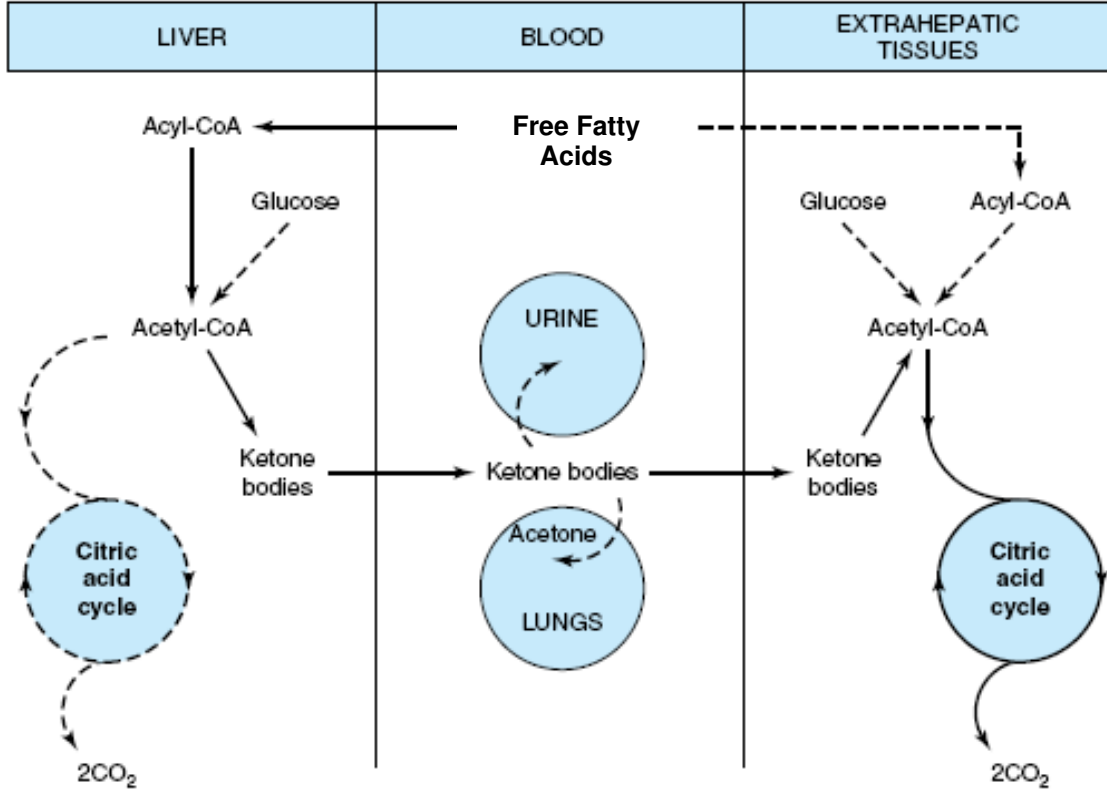 LIVER
BLOOD
EXTRAHEPATIC
TISSUES
Acyl-CoA
Free Fatty
Acids
Glucose
Glucose
Acyl-CoA
Acetyl-CoA
URINE
Acetyl-CoA
Ketone
bodies
Ketone bodies
Ketone
bodies
Acetone
LUNGS
Citric
acid
cycle
Citric
acid
cycle
2CO₂
2CO₂